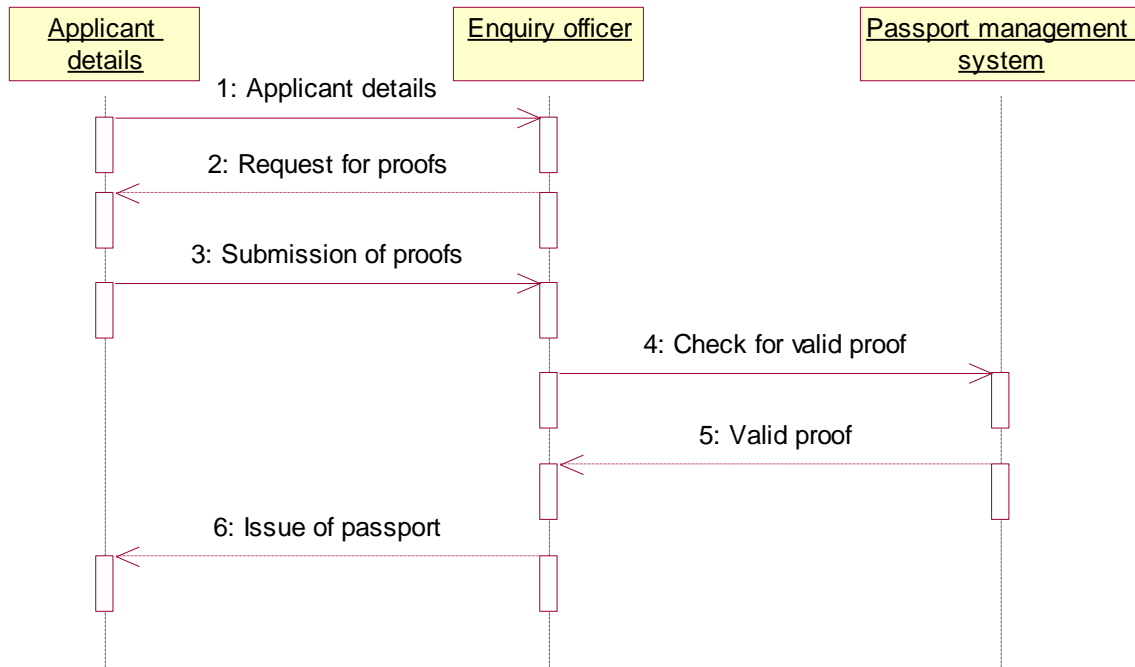 Applicant
details
Enquiry officer
Passport management
system
1: Applicant details
2: Request for proofs
3: Submission of proofs
4: Check for valid proof
5: Valid proof
6: Issue of passport